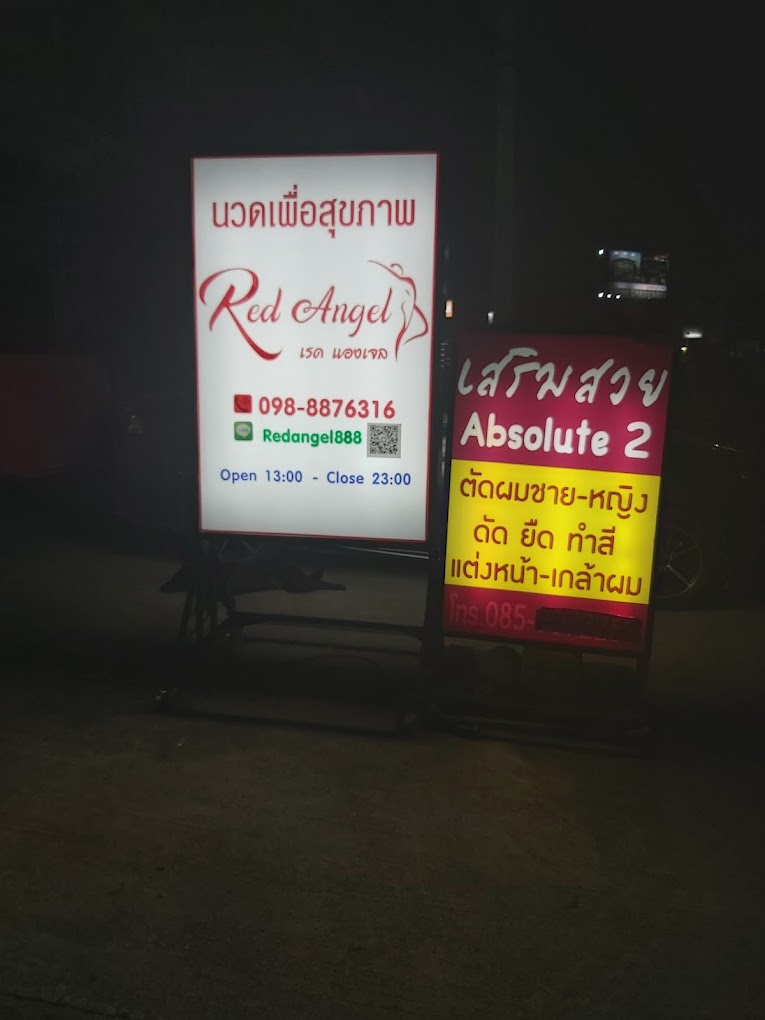 นวดเพื่อสุขภาพ
Red Angel
เรด แองเจล
098-8876316
Redangel888
Open 13:00 - Close 23:00
เสริมสวย
Absolute 2
ตัดผมชาย-หญิง
ดัด ยืด ทำสี
แต่งหน้า-เกล้าผม
โทร.085-